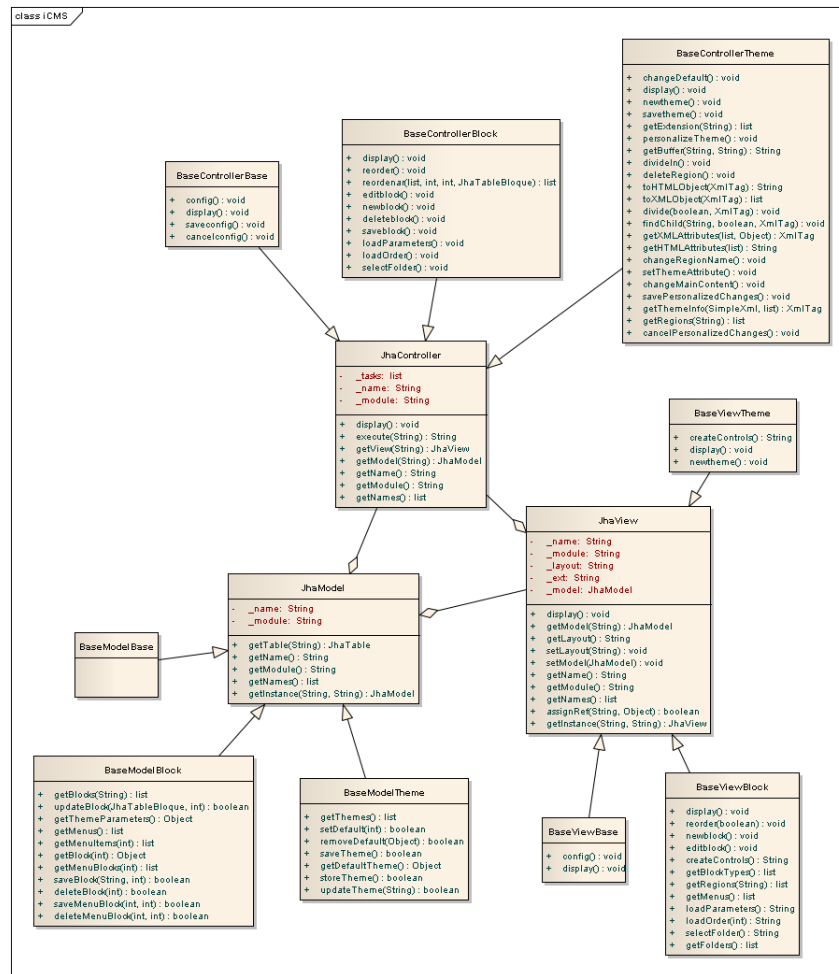 class iCMS
BaseControllerTheme
+ changeDefault() : void
+ display() : void
+ newtheme() : void
+ savetheme() : void
+ getExtension(String) : list
+ personalizeTheme() : void
+ getBuffer(String, String) : String
+ divideIn() : void
+ deleteRegion() : void
+ toHTMLObject(XmlTag) : String
+ toXMLObject(XmlTag) : list
+ divide(boolean, XmlTag) : void
+ findChild(String, boolean, XmlTag) : void
+ getXMLAttributes(list, Object) : XmlTag
+ getHTMLAttributes(list) : String
+ changeRegionName() : void
+ setThemeAttribute() : void
+ changeMainContent() : void
+ savePersonalizedChanges() : void
+ getThemeInfo(SimpleXml, list) : XmlTag
+ getRegions(String) : list
+ cancelPersonalizedChanges() : void
BaseControllerBlock
+ display() : void
+ reorder() : void
+ reordenar(list, int, int, JhaTableBloque) : list
+ editblock() : void
+ newblock() : void
+ deleteblock() : void
+ saveblock() : void
+ loadParameters() : void
+ loadOrder() : void
+ selectFolder() : void
BaseControllerBase
+ config() : void
+ display() : void
+ saveconfig() : void
+ cancelconfig() : void
JhaController
- _tasks: list
- _name: String
- _module: String
+ display() : void
+ execute(String) : String
+ getView(String) : JhaView
+ getModel(String) : JhaModel
+ getName() : String
+ getModule() : String
+ getNames() : list
BaseViewTheme
+ createControls() : String
+ display() : void
+ newtheme() : void
JhaView
- _name: String
- _module: String
- _layout: String
- _ext: String
- _model: JhaModel
+ display() : void
+ getModel(String) : JhaModel
+ getLayout() : String
+ setLayout(String) : void
+ setModel(JhaModel) : void
+ getName() : String
+ getModule() : String
+ getNames() : list
+ assignRef(String, Object) : boolean
+ getInstance(String, String) : JhaView
JhaModel
- _name: String
- _module: String
+ getTable(String) : JhaTable
+ getName() : String
+ getModule() : String
+ getNames() : list
+ getInstance(String, String) : JhaModel
BaseModelBase
BaseModelBlock
+ getBlocks(String) : list
+ updateBlock(JhaTableBloque, int) : boolean
+ getThemeParameters() : Object
+ getMenus() : list
+ getMenuItems(int) : list
+ getBlock(int) : Object
+ getMenuBlocks(int) : list
+ saveBlock(String, int) : boolean
+ deleteBlock(int) : boolean
+ saveMenuBlock(int, int) : boolean
+ deleteMenuBlock(int, int) : boolean
BaseModelTheme
+ getThemes() : list
+ setDefault(int) : boolean
+ removeDefault(Object) : boolean
+ saveTheme() : boolean
+ getDefaultTheme() : Object
+ storeTheme() : boolean
+ updateTheme(String) : boolean
BaseViewBase
+ config() : void
+ display() : void
BaseViewBlock
+ display() : void
+ reorder(boolean) : void
+ newblock() : void
+ editblock() : void
+ createControls() : String
+ getBlockTypes() : list
+ getRegions(String) : list
+ getMenus() : list
+ loadParameters() : String
+ loadOrder(int) : String
+ selectFolder() : String
+ getFolders() : list